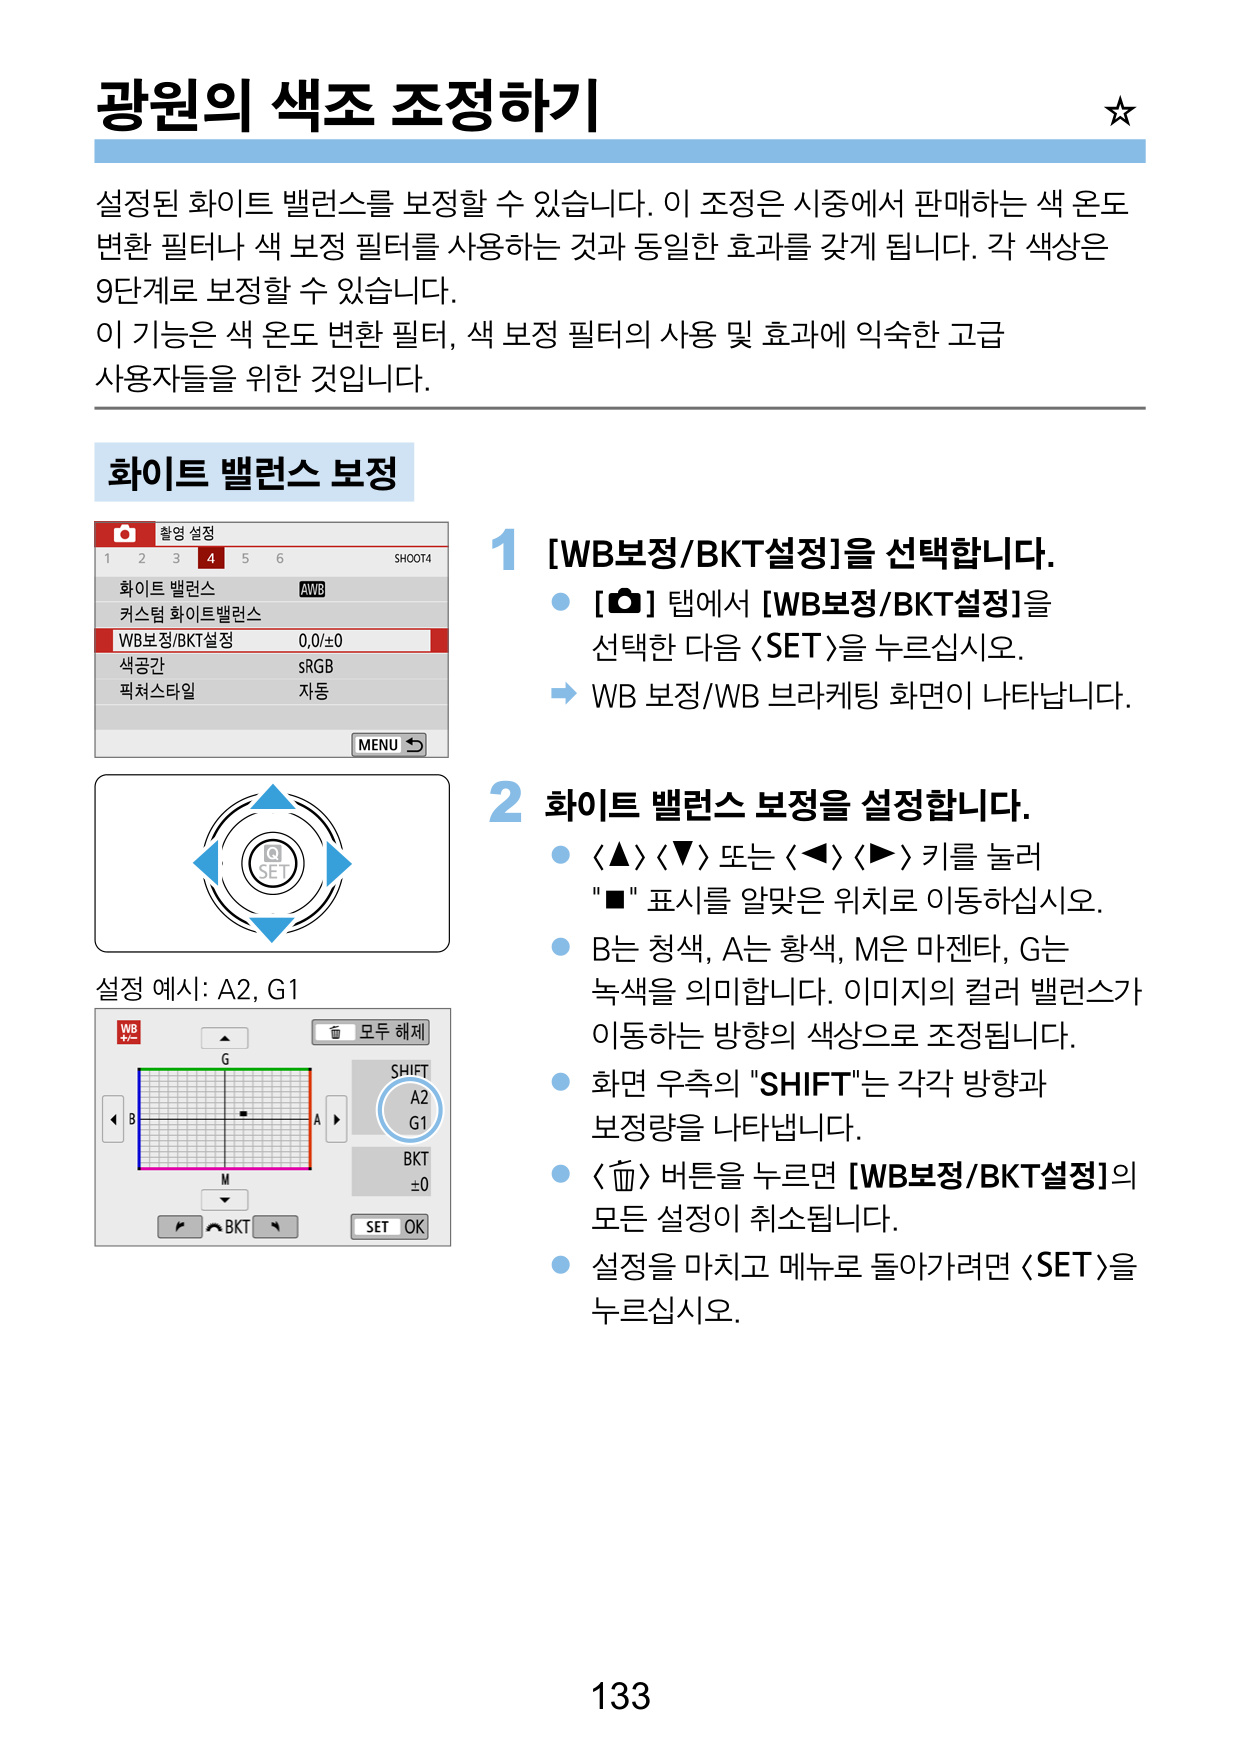 광원의 색조 조정하기 ☆
설정된 화이트 밸런스를 보정할 수 있습니다. 이 조정은 시중에서 판매하는 색 온도
변환 필터나 색 보정 필터를 사용하는 것과 동일한 효과를 갖게 됩니다. 각 색상은
9단계로 보정할 수 있습니다.
이 기능은 색 온도 변환 필터, 색 보정 필터의 사용 및 효과에 익숙한 고급
사용자들을 위한 것입니다.
화이트 밸런스 보정
촬영 설정
1 2 3 4 5 6 SHOOT4
화이트 밸런스 AWB
커스텀 화이트밸런스
WB보정/BKT설정 0,0/±0
색공간 sRGB
픽쳐스타일 자동
MENU
1 [WB보정/BKT설정]을 선택합니다.
● [📷] 탭에서 [WB보정/BKT설정]을
선택한 다음 〈SET〉을 누르십시오.
➡ WB 보정/WB 브라케팅 화면이 나타납니다.
Q
SET
설정 예시: A2, G1
WB
+/−
모두 해제
G
SHIFT
A2
B A
G1
BKT
M
±0
BKT
SET OK
2 화이트 밸런스 보정을 설정합니다.
● 〈▲〉〈▼〉 또는 〈◀〉〈▶〉 키를 눌러
"■" 표시를 알맞은 위치로 이동하십시오.
● B는 청색, A는 황색, M은 마젠타, G는
녹색을 의미합니다. 이미지의 컬러 밸런스가
이동하는 방향의 색상으로 조정됩니다.
● 화면 우측의 "SHIFT"는 각각 방향과
보정량을 나타냅니다.
● 〈🗑〉 버튼을 누르면 [WB보정/BKT설정]의
모든 설정이 취소됩니다.
● 설정을 마치고 메뉴로 돌아가려면 〈SET〉을
누르십시오.
133